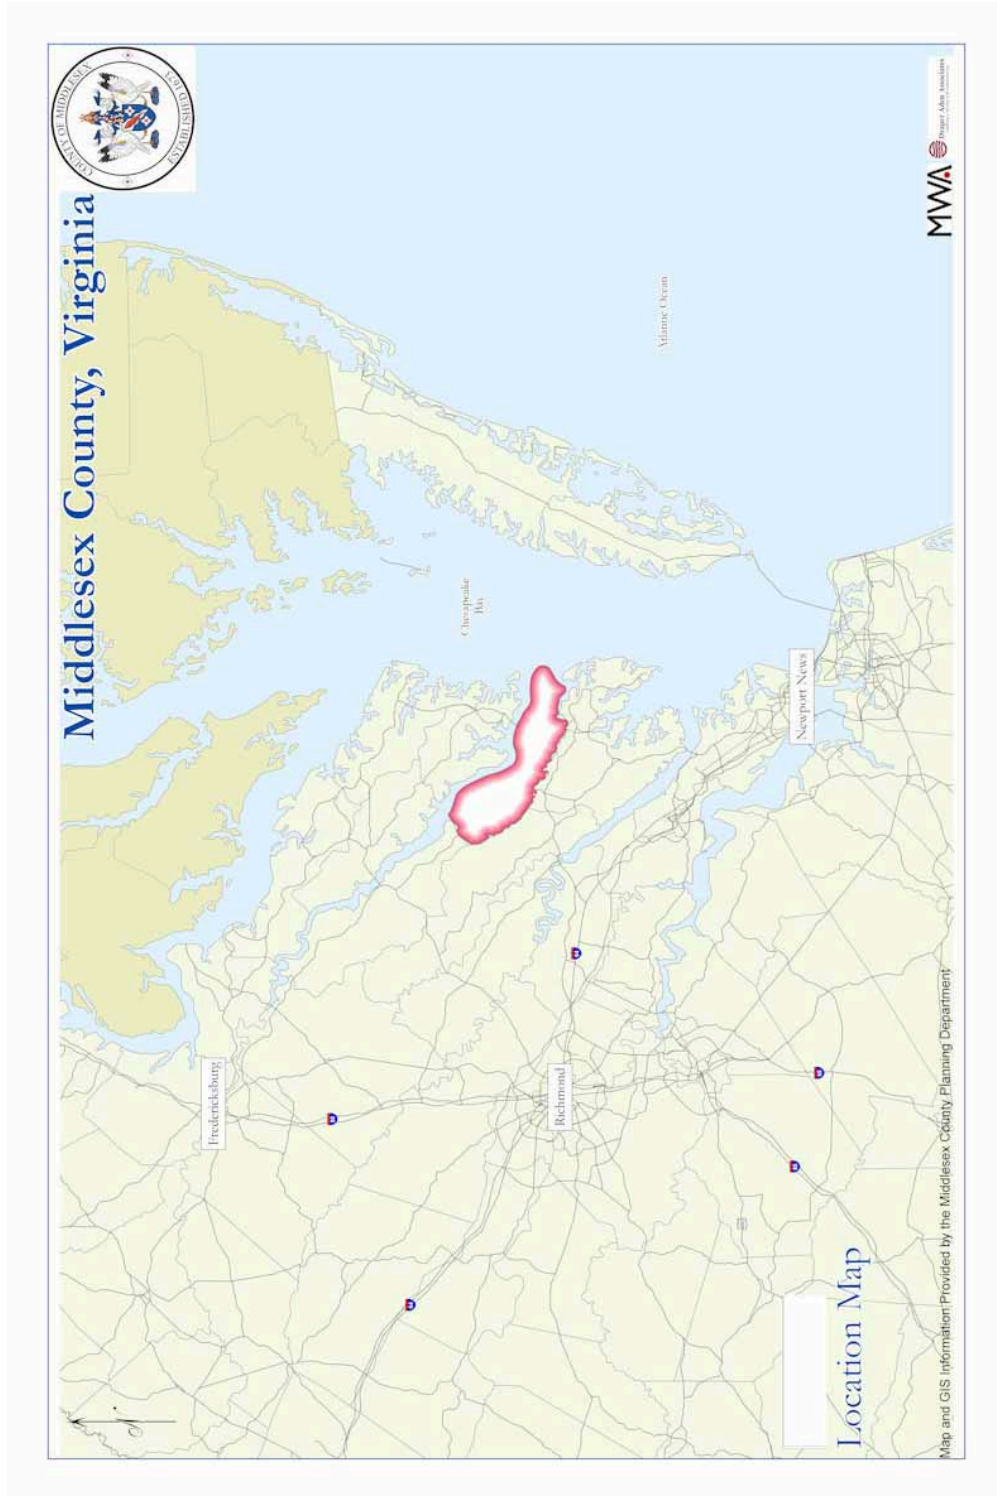 Middlesex County, Virginia
COUNTY OF MIDDLESEX
ESTABLISHED 1673
Fredericksburg
Chesapeake
Bay
Atlantic Ocean
Richmond
Newport News
Location Map
Map and GIS Information Provided by the Middlesex County Planning Department
MWA
Draper Aden Associates